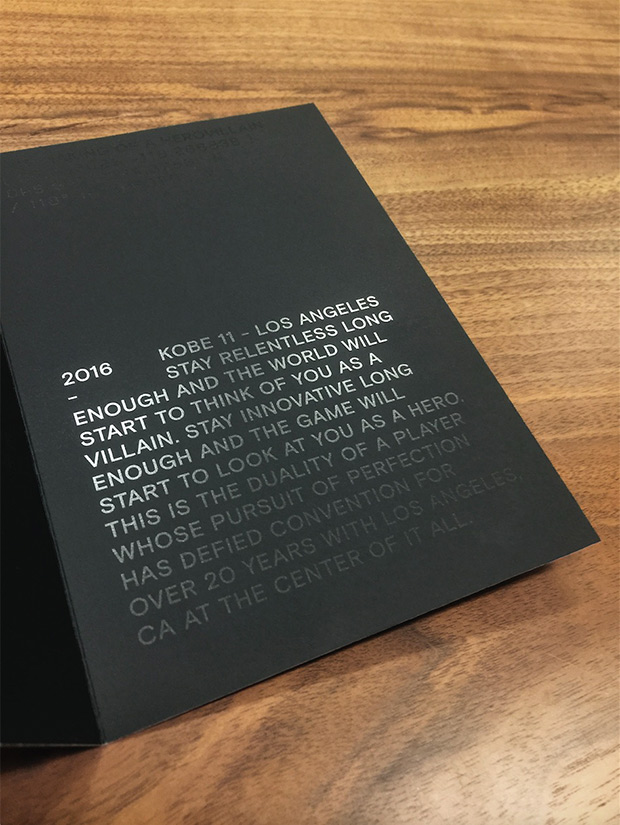 KOBE 11 – LOS ANGELES
2016 STAY RELENTLESS LONG
– ENOUGH AND THE WORLD WILL
START TO THINK OF YOU AS A
VILLAIN. STAY INNOVATIVE LONG
ENOUGH AND THE GAME WILL
START TO LOOK AT YOU AS A HERO.
THIS IS THE DUALITY OF A PLAYER
WHOSE PURSUIT OF PERFECTION
HAS DEFIED CONVENTION FOR
OVER 20 YEARS WITH LOS ANGELES,
CA AT THE CENTER OF IT ALL.